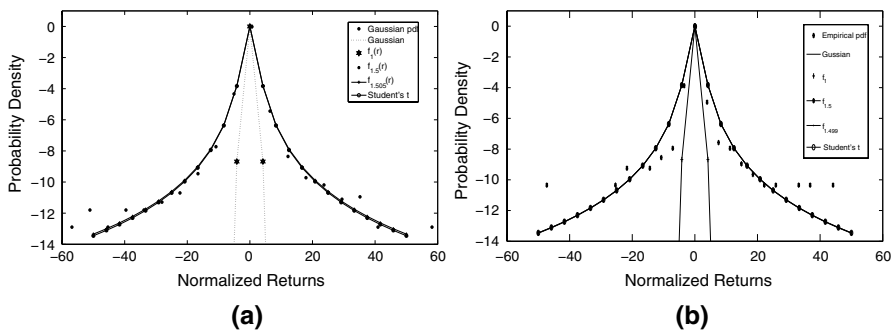 0
−2
−4
−6
−8
−10
−12
−14
−60 −40 −20 0 20 40 60
Probability Density
Normalized Returns
Gaussian pdf
Gaussian
f1(r)
f1.5(r)
f1.505(r)
Student's t
(a)
0
−2
−4
−6
−8
−10
−12
−14
−60 −40 −20 0 20 40 60
Probability Density
Normalized Returns
Empirical pdf
Gussian
f1
f1.5
f1.499
Student's t
(b)